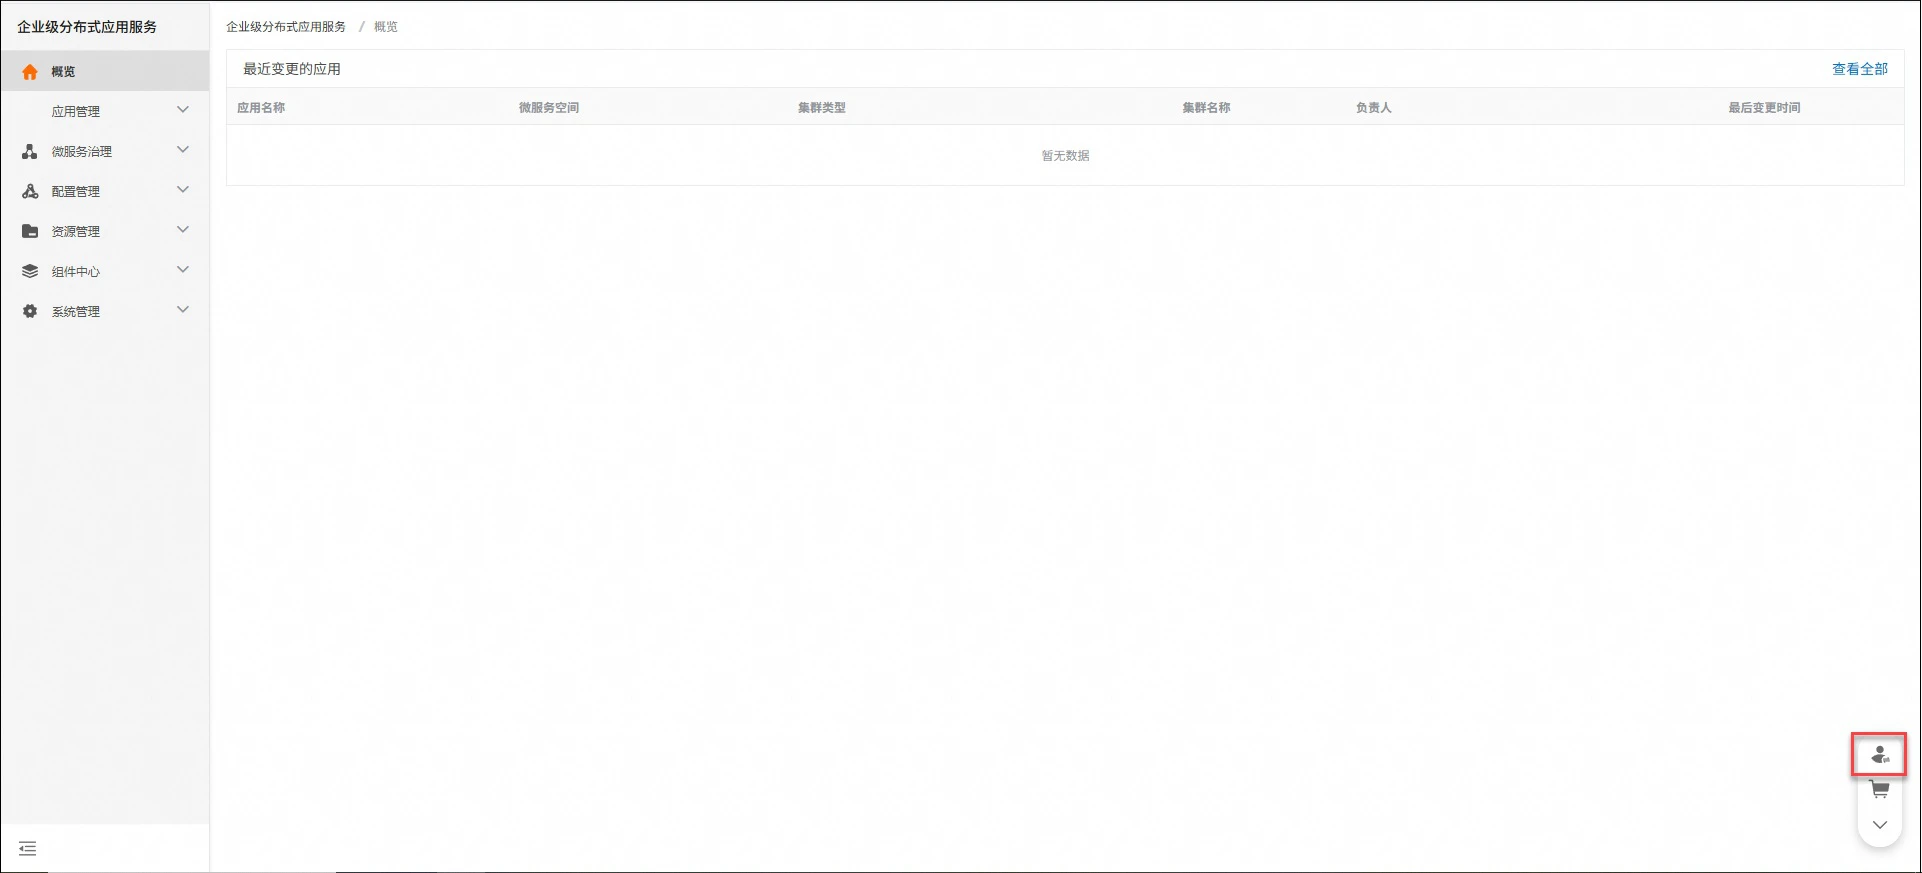 企业级分布式应用服务
概览
应用管理
微服务治理
配置管理
资源管理
组件中心
系统管理
企业级分布式应用服务 / 概览
最近变更的应用 查看全部
应用名称 微服务空间 集群类型 集群名称 负责人 最后变更时间
暂无数据